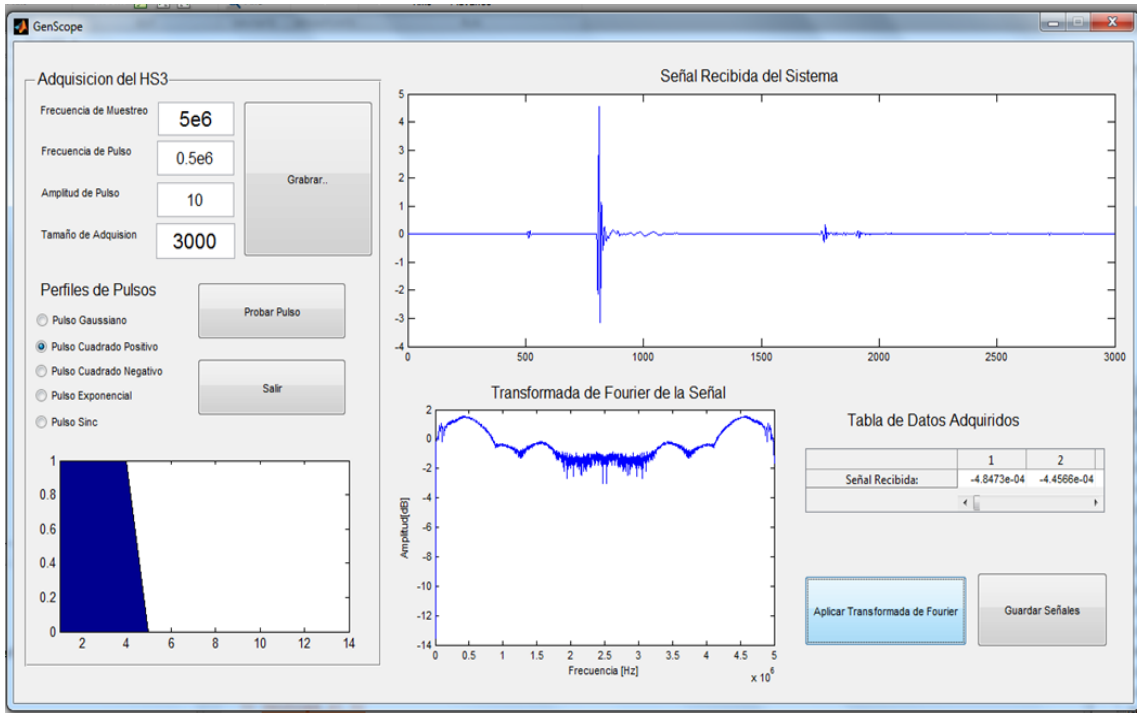 GenScope
Adquisicion del HS3
Frecuencia de Muestreo
5e6
Frecuencia de Pulso
0.5e6
Amplitud de Pulso
10
Tamaño de Adquision
3000
Grabrar..
Perfiles de Pulsos
Pulso Gaussiano
Pulso Cuadrado Positivo
Pulso Cuadrado Negativo
Pulso Exponencial
Pulso Sinc
Probar Pulso
Salir
1
0.8
0.6
0.4
0.2
0
2 4 6 8 10 12 14
Señal Recibida del Sistema
5
4
3
2
1
0
-1
-2
-3
-4
0 500 1000 1500 2000 2500 3000
Transformada de Fourier de la Señal
2
0
-2
-4
-6
-8
-10
-12
-14
Amplitud[dB]
0 0.5 1 1.5 2 2.5 3 3.5 4 4.5 5
Frecuencia [Hz]
x 10^6
Tabla de Datos Adquiridos
1 2
Señal Recibida: -4.8473e-04 -4.4566e-04
Aplicar Transformada de Fourier
Guardar Señales